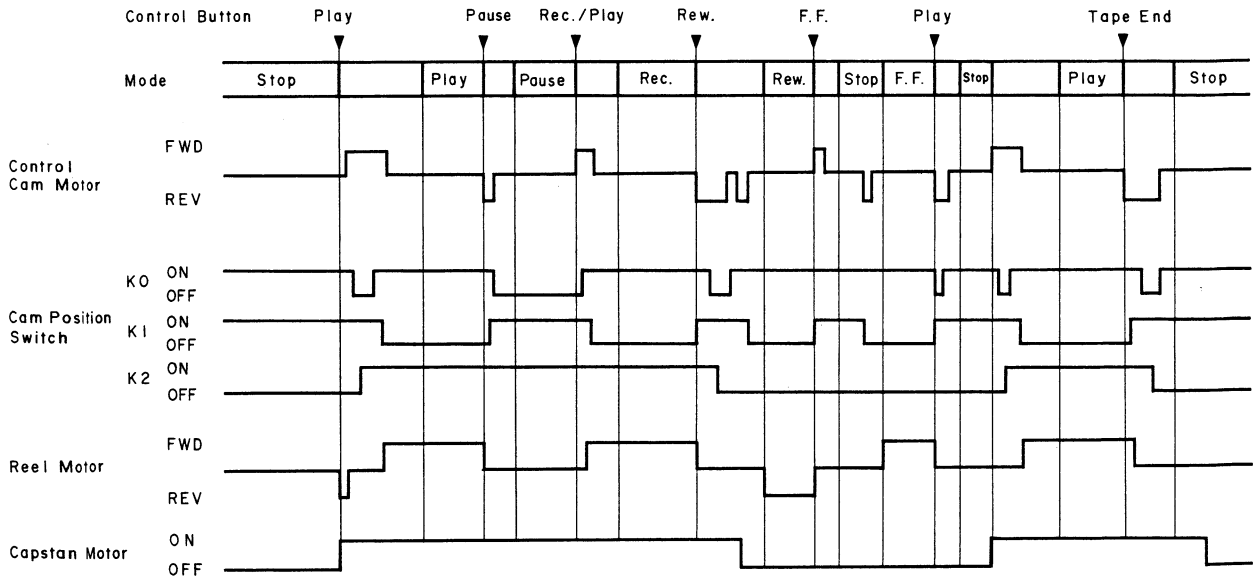 Control Button Play Pause Rec./Play Rew. F.F. Play Tape End
Mode Stop Play Pause Rec. Rew. Stop F.F. Stop Play Stop
Control
Cam Motor
FWD
REV
Cam Position
Switch
K0 ON
OFF
K1 ON
OFF
K2 ON
OFF
Reel Motor
FWD
REV
Capstan Motor
ON
OFF